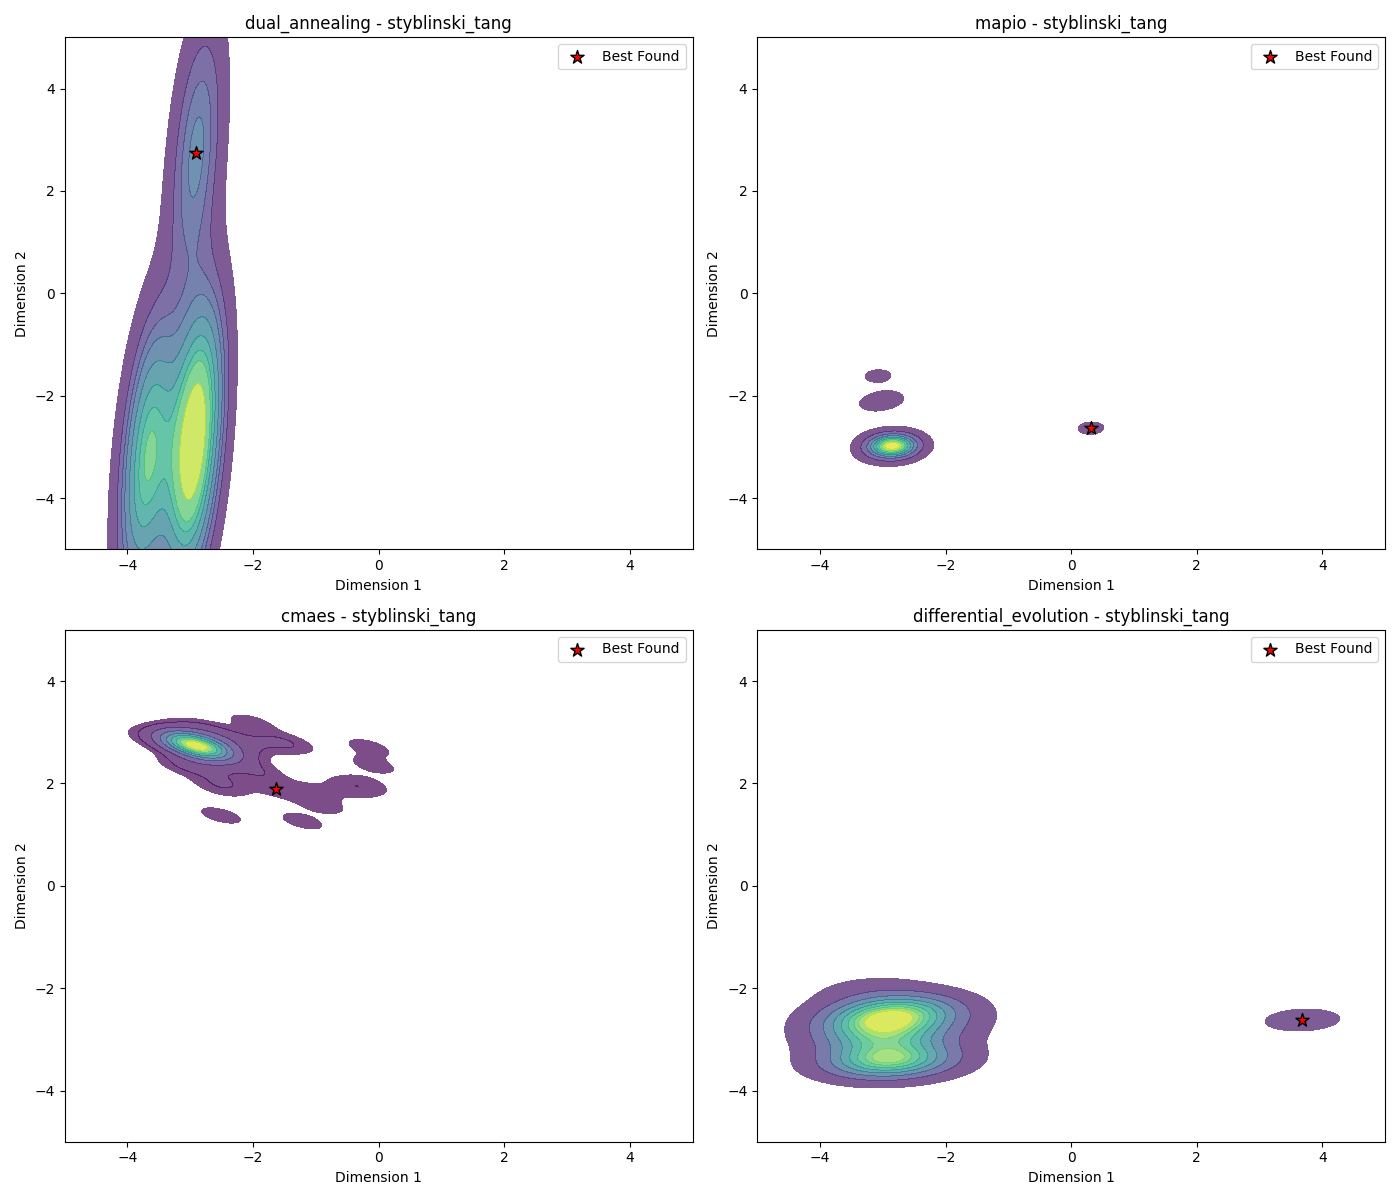 dual_annealing - styblinski_tang
Best Found
4
2
0
−2
−4
Dimension 2
−4
−2
0
2
4
Dimension 1
mapio - styblinski_tang
Best Found
4
2
0
−2
−4
Dimension 2
−4
−2
0
2
4
Dimension 1
cmaes - styblinski_tang
Best Found
4
2
0
−2
−4
Dimension 2
−4
−2
0
2
4
Dimension 1
differential_evolution - styblinski_tang
Best Found
4
2
0
−2
−4
Dimension 2
−4
−2
0
2
4
Dimension 1